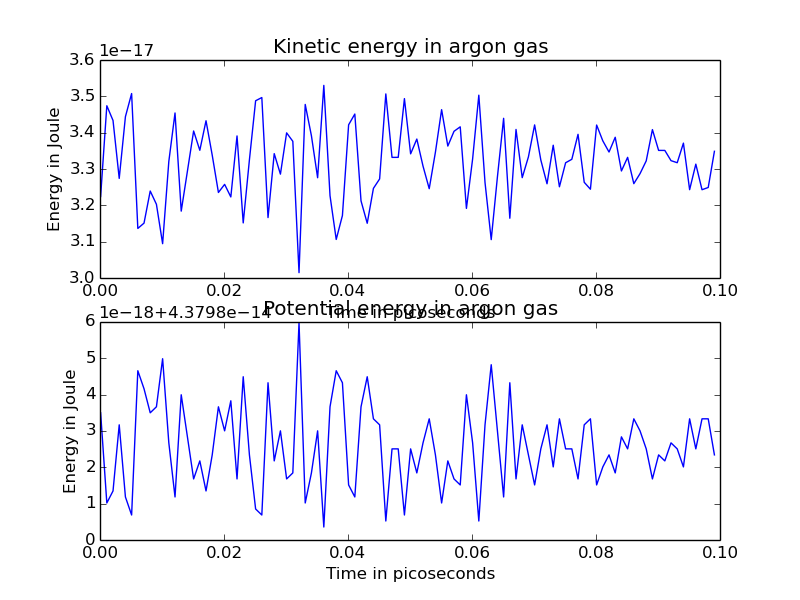 Kinetic energy in argon gas
1e−17
3.6
3.5
3.4
3.3
3.2
3.1
3.0
Energy in Joule
0.00 0.02 0.04 0.06 0.08 0.10
Time in picoseconds
Potential energy in argon gas
1e−18+4.3798e−14
6
5
4
3
2
1
0
Energy in Joule
0.00 0.02 0.04 0.06 0.08 0.10
Time in picoseconds